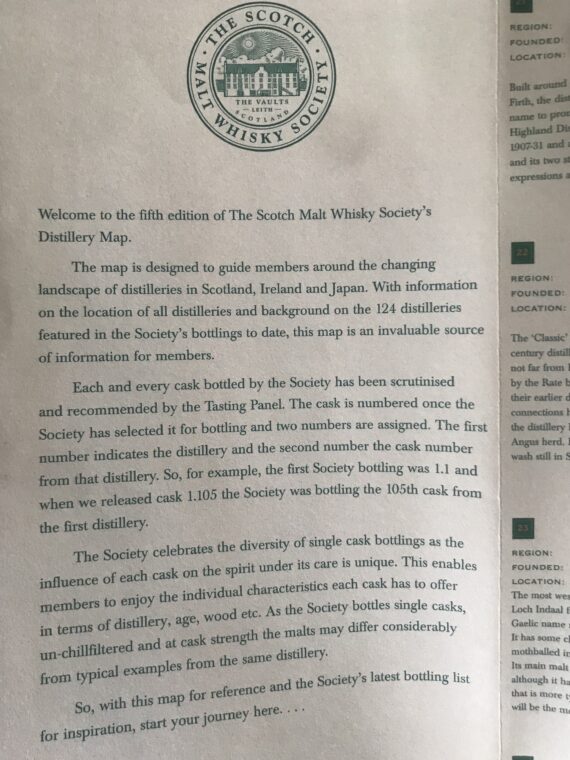 · THE SCOTCH ·
MALT WHISKY SOCIETY
THE VAULTS
LEITH
SCOTLAND
Welcome to the fifth edition of The Scotch Malt Whisky Society's
Distillery Map.
The map is designed to guide members around the changing
landscape of distilleries in Scotland, Ireland and Japan. With information
on the location of all distilleries and background on the 124 distilleries
featured in the Society's bottlings to date, this map is an invaluable source
of information for members.
Each and every cask bottled by the Society has been scrutinised
and recommended by the Tasting Panel. The cask is numbered once the
Society has selected it for bottling and two numbers are assigned. The first
number indicates the distillery and the second number the cask number
from that distillery. So, for example, the first Society bottling was 1.1 and
when we released cask 1.105 the Society was bottling the 105th cask from
the first distillery.
The Society celebrates the diversity of single cask bottlings as the
influence of each cask on the spirit under its care is unique. This enables
members to enjoy the individual characteristics each cask has to offer
in terms of distillery, age, wood etc. As the Society bottles single casks,
un-chillfiltered and at cask strength the malts may differ considerably
from typical examples from the same distillery.
So, with this map for reference and the Society's latest bottling list
for inspiration, start your journey here. . . .
REGION:
FOUNDED:
LOCATION:
Built around
Firth, the
name to
Highland
1907-31 and
and its two
expressions
22
REGION:
FOUNDED:
LOCATION:
The 'Classic'
century
not far from
by the Rate
their earlier
connections
the distillery
Angus herd.
wash still in
23
REGION:
FOUNDED:
LOCATION:
The most
Loch Indaal
Gaelic name
It has some
mothballed
Its main malt
although it
that is more
will be the